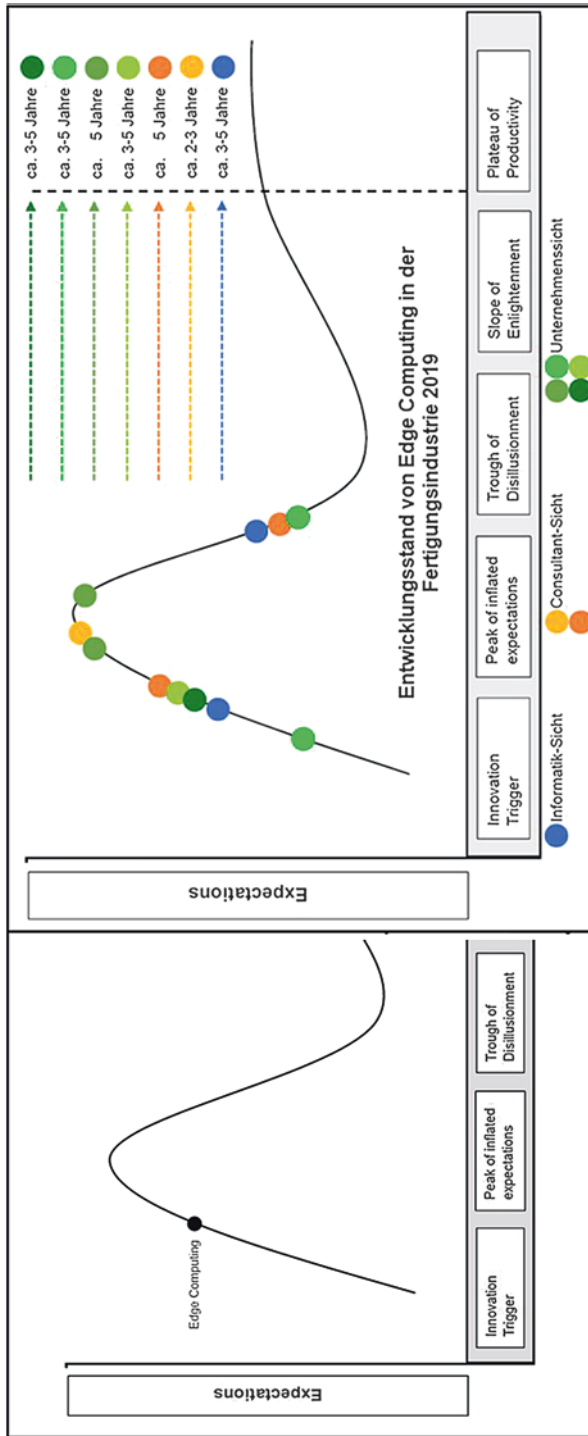 Expectations
Edge Computing
Innovation
Trigger
Peak of inflated
expectations
Trough of
Disillusionment
Expectations
ca. 3-5 Jahre
ca. 3-5 Jahre
ca. 5 Jahre
ca. 3-5 Jahre
ca. 5 Jahre
ca. 2-3 Jahre
ca. 3-5 Jahre
Entwicklungsstand von Edge Computing in der
Fertigungsindustrie 2019
Innovation
Trigger
Peak of inflated
expectations
Trough of
Disillusionment
Slope of
Enlightenment
Plateau of
Productivity
Informatik-Sicht
Consultant-Sicht
Unternehmenssicht